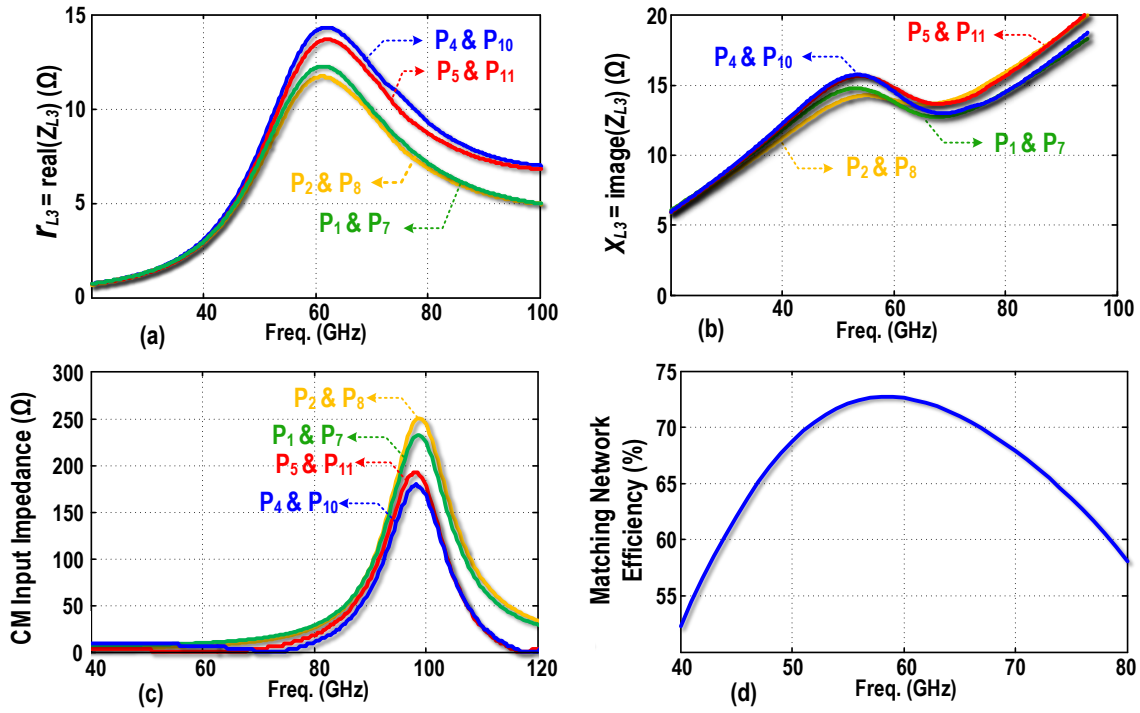 15
10
5
0
r_L3 = real(Z_L3) (Ω)
P4 & P10
P5 & P11
P2 & P8
P1 & P7
40 60 80 100
Freq. (GHz)
(a)
20
15
10
5
0
X_L3 = image(Z_L3) (Ω)
P5 & P11
P4 & P10
P1 & P7
P2 & P8
40 60 80 100
Freq. (GHz)
(b)
300
250
200
150
100
50
0
CM Input Impedance (Ω)
P2 & P8
P1 & P7
P5 & P11
P4 & P10
40 60 80 100 120
Freq. (GHz)
(c)
75
70
65
60
55
Matching Network
Efficiency (%)
40 50 60 70 80
Freq. (GHz)
(d)